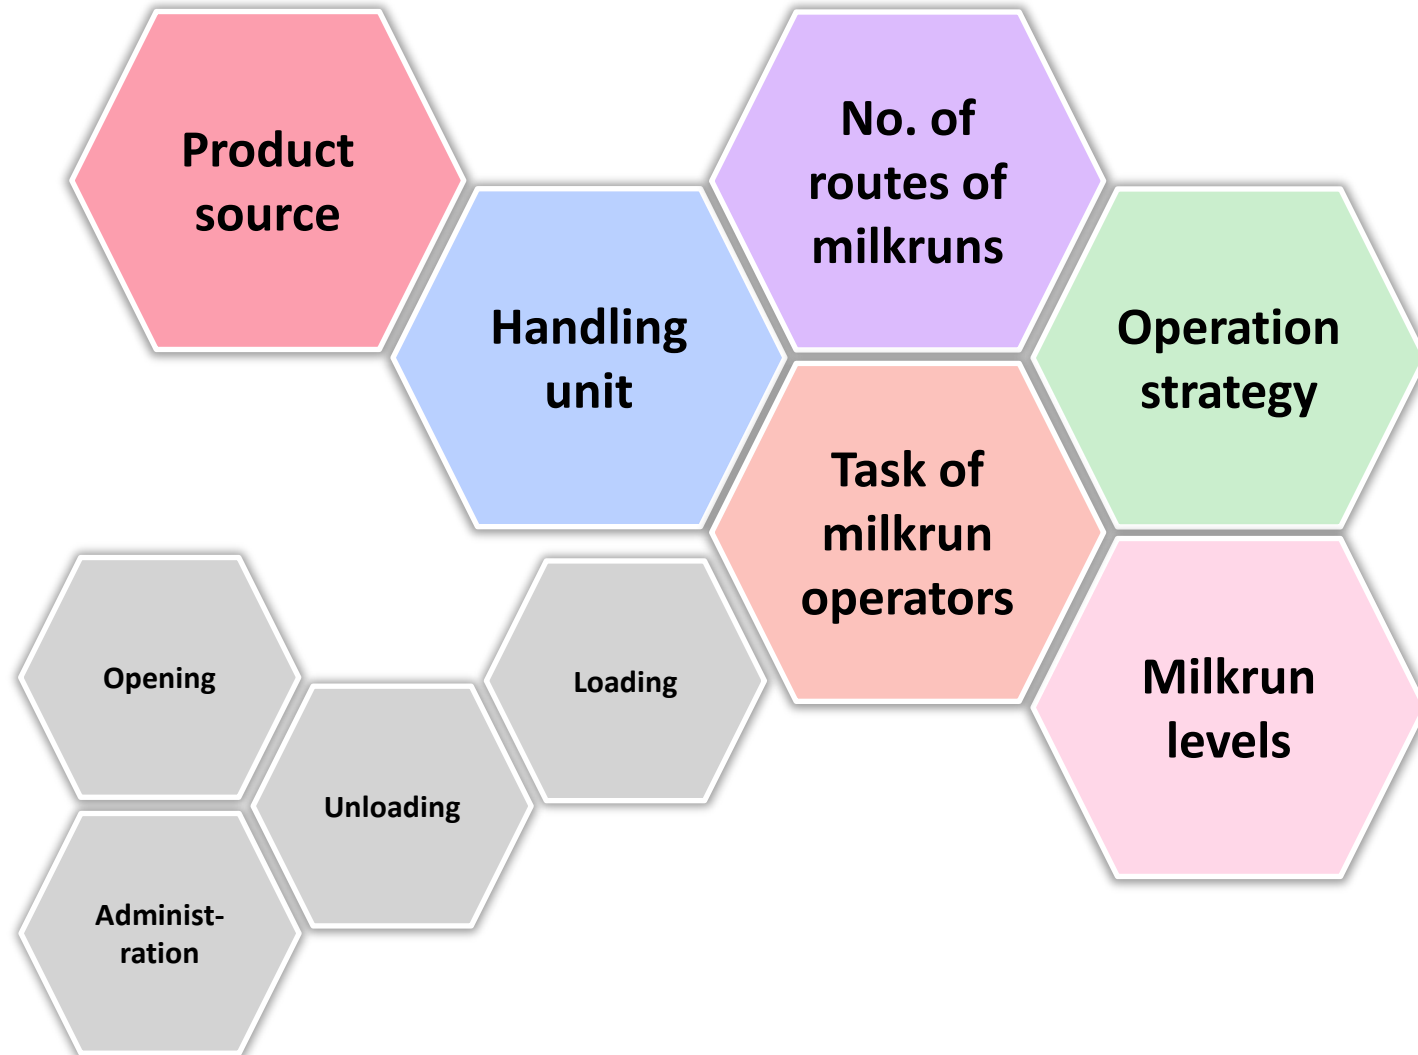 Product
source
No. of
routes of
milkruns
Handling
unit
Operation
strategy
Task of
milkrun
operators
Milkrun
levels
Opening
Loading
Unloading
Administ-
ration